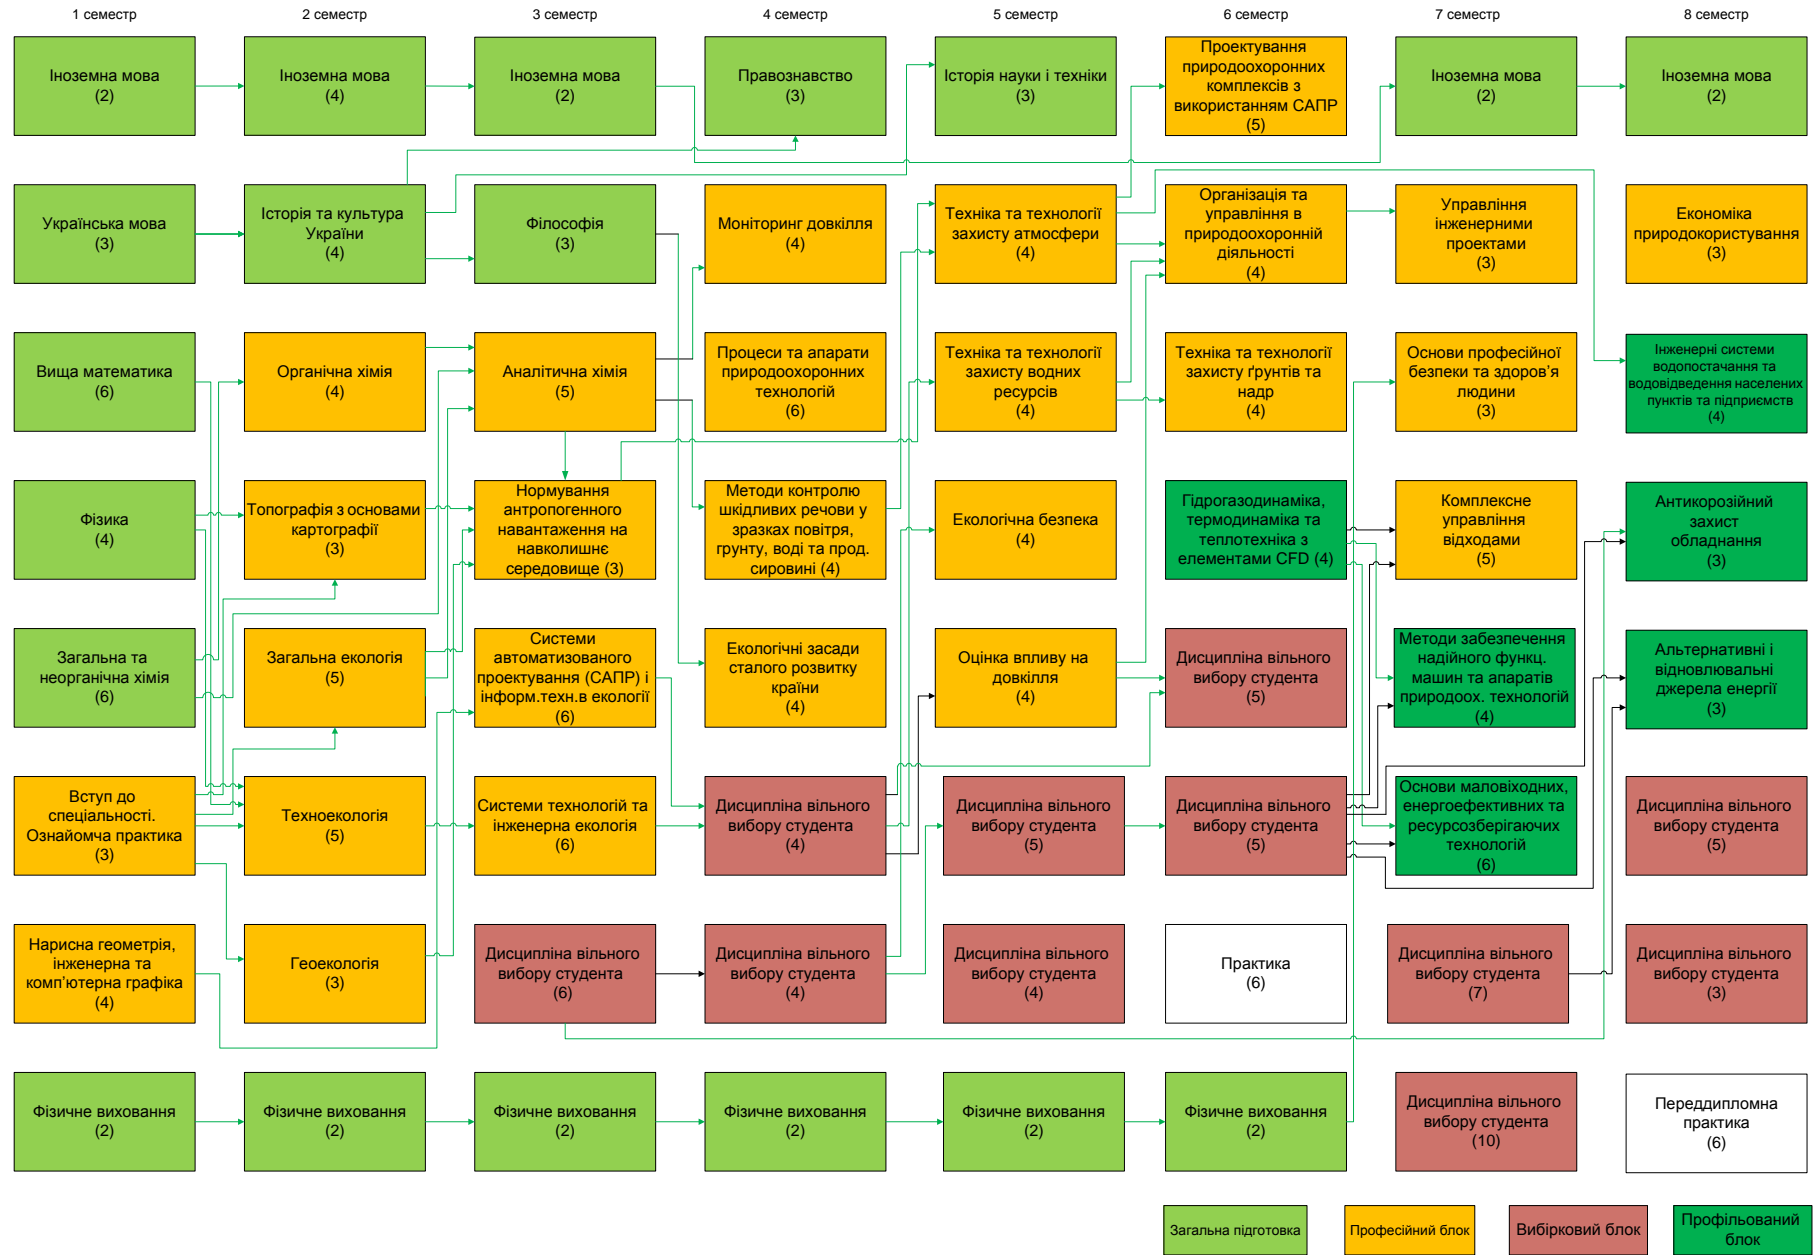 1 семестр
2 семестр
3 семестр
4 семестр
5 семестр
6 семестр
7 семестр
8 семестр
Іноземна мова
(2)
Іноземна мова
(4)
Іноземна мова
(2)
Правознавство
(3)
Історія науки і техніки
(3)
Проектування
природоохоронних
комплексів з
використанням САПР
(5)
Іноземна мова
(2)
Іноземна мова
(2)
Українська мова
(3)
Історія та культура
України
(4)
Філософія
(3)
Моніторинг довкілля
(4)
Техніка та технології
захисту атмосфери
(4)
Організація та
управління в
природоохоронній
діяльності
(4)
Управління
інженерними
проектами
(3)
Економіка
природокористування
(3)
Вища математика
(6)
Органічна хімія
(4)
Аналітична хімія
(5)
Процеси та апарати
природоохоронних
технологій
(6)
Техніка та технології
захисту водних
ресурсів
(4)
Техніка та технології
захисту ґрунтів та
надр
(4)
Основи професійної
безпеки та здоров’я
людини
(3)
Інженерні системи
водопостачання та
водовідведення населених
пунктів та підприємств
(4)
Фізика
(4)
Топографія з основами
картографії
(3)
Нормування
антропогенного
навантаження на
навколишнє
середовище (3)
Методи контролю
шкідливих речови у
зразках повітря,
грунту, воді та прод.
сировині (4)
Екологічна безпека
(4)
Гідрогазодинаміка,
термодинаміка та
теплотехніка з
елементами CFD (4)
Комплексне
управління
відходами
(5)
Антикорозійний
захист
обладнання
(3)
Загальна та
неорганічна хімія
(6)
Загальна екологія
(5)
Системи
автоматизованого
проектування (САПР) і
інформ.техн.в екології
(6)
Екологічні засади
сталого розвитку
країни
(4)
Оцінка впливу на
довкілля
(4)
Дисципліна вільного
вибору студента
(5)
Методи забезпечення
надійного функц.
машин та апаратів
природоох. технологій
(4)
Альтернативні і
відновлювальні
джерела енергії
(3)
Вступ до
спеціальності.
Ознайомча практика
(3)
Техноекологія
(5)
Системи технологій та
інженерна екологія
(6)
Дисципліна вільного
вибору студента
(4)
Дисципліна вільного
вибору студента
(5)
Дисципліна вільного
вибору студента
(5)
Основи маловіходних,
енергоефективних та
ресурсозберігаючих
технологій
(6)
Дисципліна вільного
вибору студента
(5)
Нарисна геометрія,
інженерна та
комп’ютерна графіка
(4)
Геоекологія
(3)
Дисципліна вільного
вибору студента
(6)
Дисципліна вільного
вибору студента
(4)
Дисципліна вільного
вибору студента
(4)
Практика
(6)
Дисципліна вільного
вибору студента
(7)
Дисципліна вільного
вибору студента
(3)
Фізичне виховання
(2)
Фізичне виховання
(2)
Фізичне виховання
(2)
Фізичне виховання
(2)
Фізичне виховання
(2)
Фізичне виховання
(2)
Дисципліна вільного
вибору студента
(10)
Переддипломна
практика
(6)
Загальна підготовка
Професійний блок
Вибірковий блок
Профільований
блок